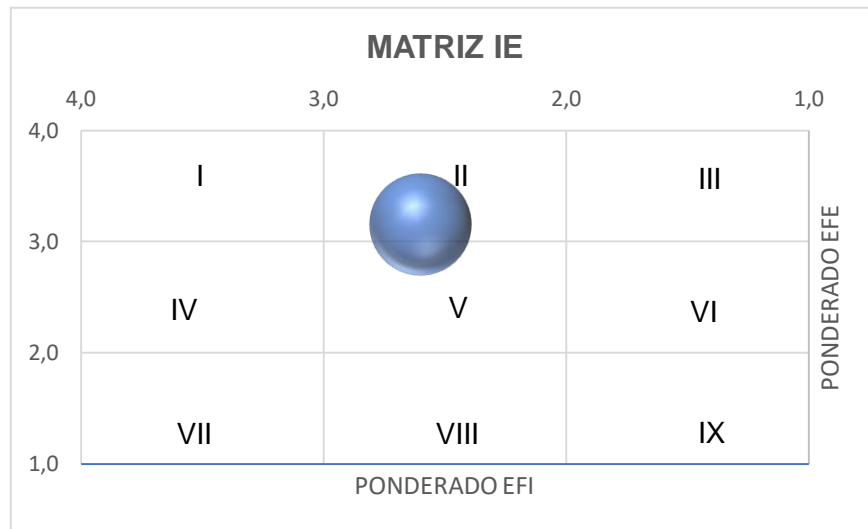 MATRIZ IE
4,0 3,0 2,0 1,0
4,0
I II III
3,0
IV V VI
2,0
VII VIII IX
1,0
PONDERADO EFI
PONDERADO EFE